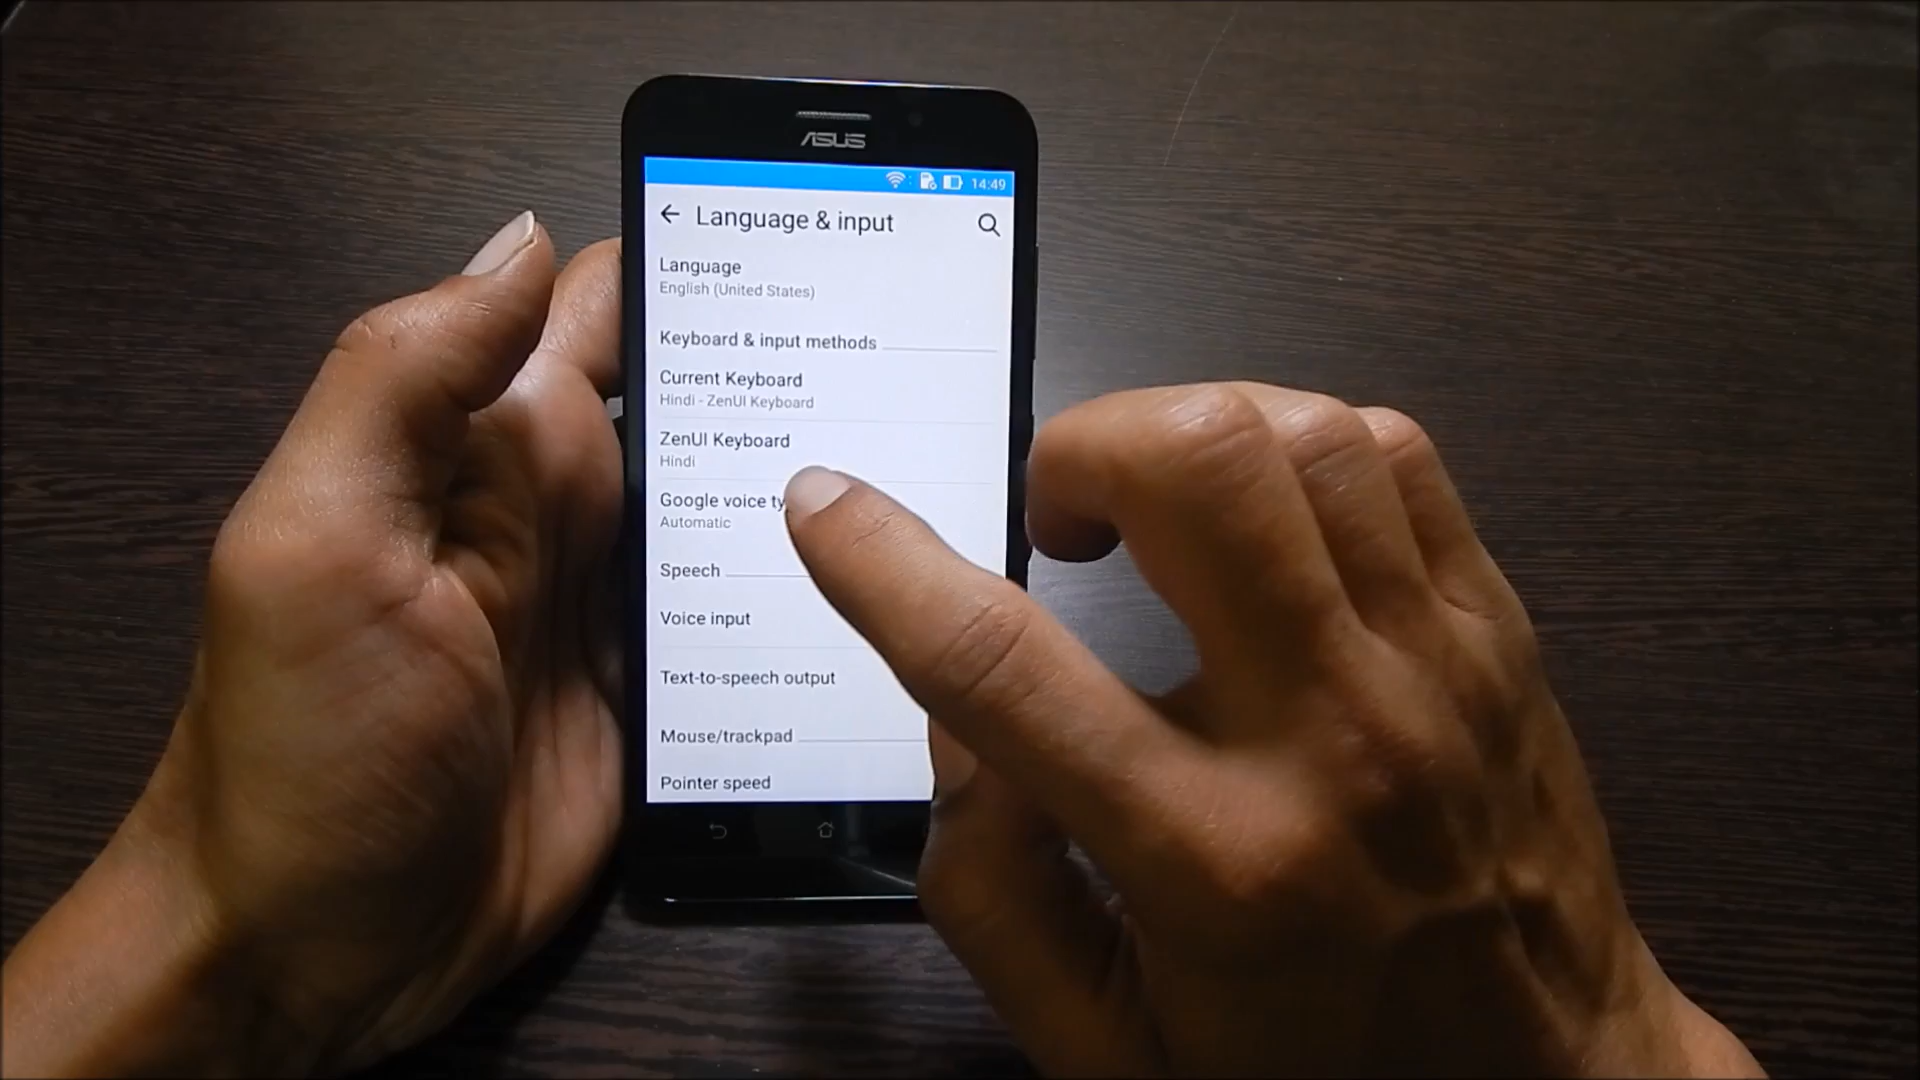 ASUS
14:49
Language & input
Language
English (United States)
Keyboard & input methods
Current Keyboard
Hindi - ZenUI Keyboard
ZenUI Keyboard
Hindi
Google voice ty
Automatic
Speech
Voice input
Text-to-speech output
Mouse/trackpad
Pointer speed